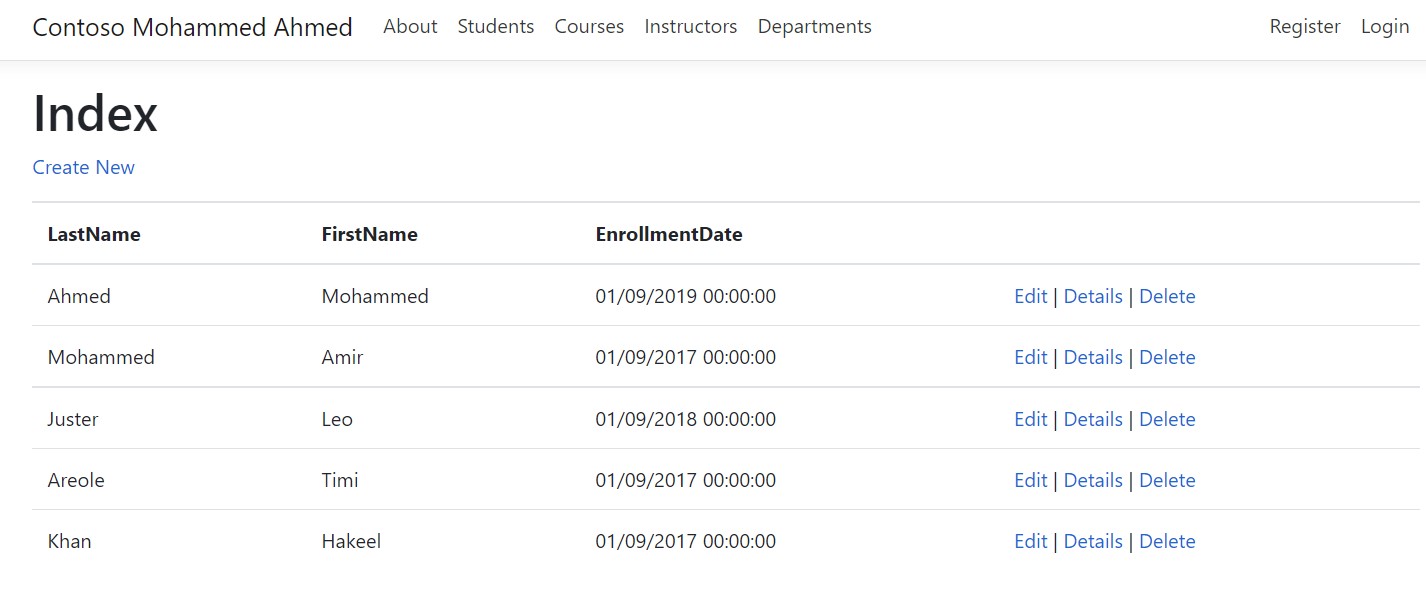 Contoso Mohammed Ahmed About Students Courses Instructors Departments Register Login
Index
Create New
LastName FirstName EnrollmentDate
Ahmed Mohammed 01/09/2019 00:00:00 Edit | Details | Delete
Mohammed Amir 01/09/2017 00:00:00 Edit | Details | Delete
Juster Leo 01/09/2018 00:00:00 Edit | Details | Delete
Areole Timi 01/09/2017 00:00:00 Edit | Details | Delete
Khan Hakeel 01/09/2017 00:00:00 Edit | Details | Delete